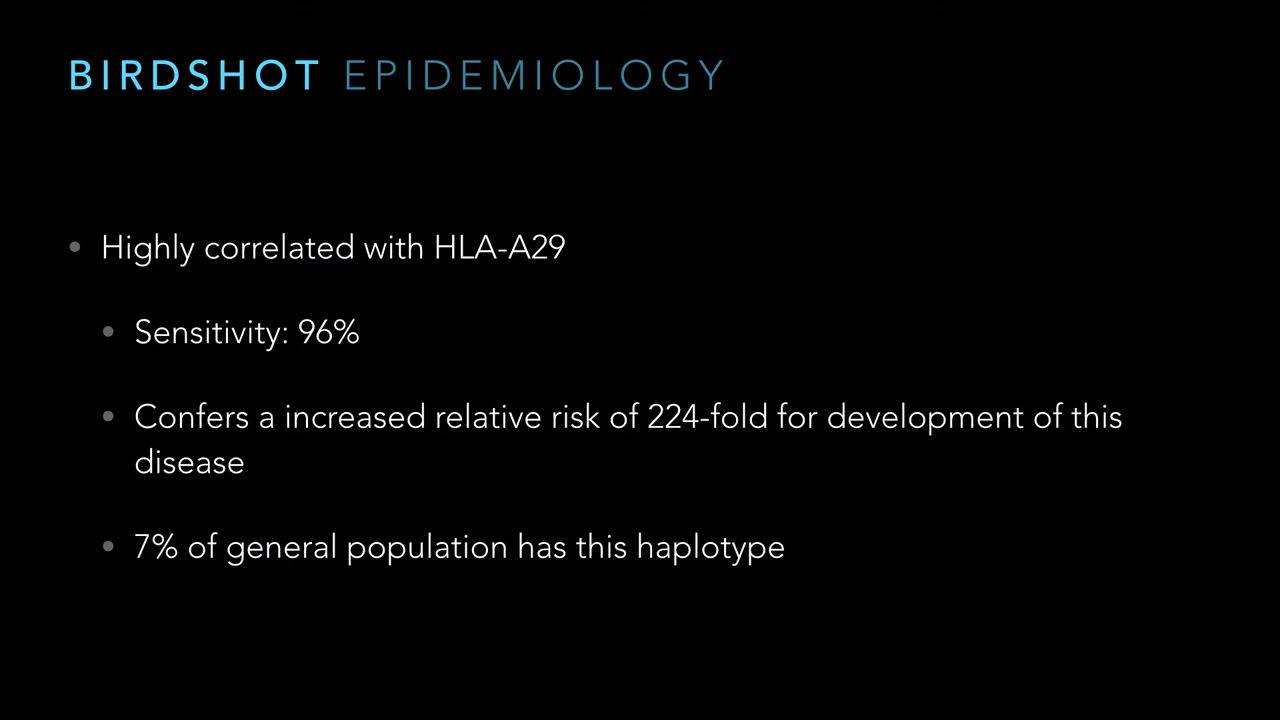 BIRDSHOT EPIDEMIOLOGY
• Highly correlated with HLA-A29
• Sensitivity: 96%
• Confers a increased relative risk of 224-fold for development of this
disease
• 7% of general population has this haplotype